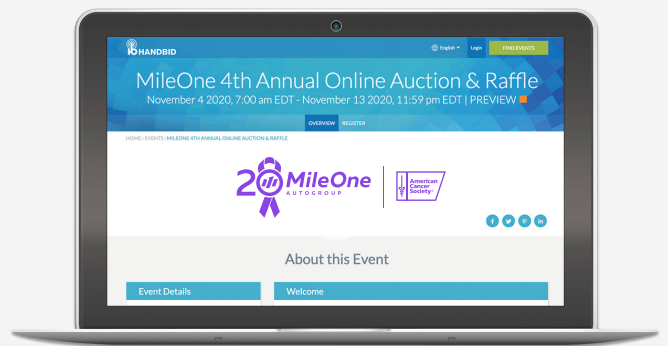 HANDBID
English
Login
FIND EVENTS
MileOne 4th Annual Online Auction & Raffle
November 4 2020, 7:00 am EDT - November 13 2020, 11:59 pm EDT | PREVIEW
OVERVIEW REGISTER
HOME › EVENTS › MILEONE 4TH ANNUAL ONLINE AUCTION & RAFFLE
20 MileOne
AUTOGROUP
American
Cancer
Society
About this Event
Event Details
Welcome